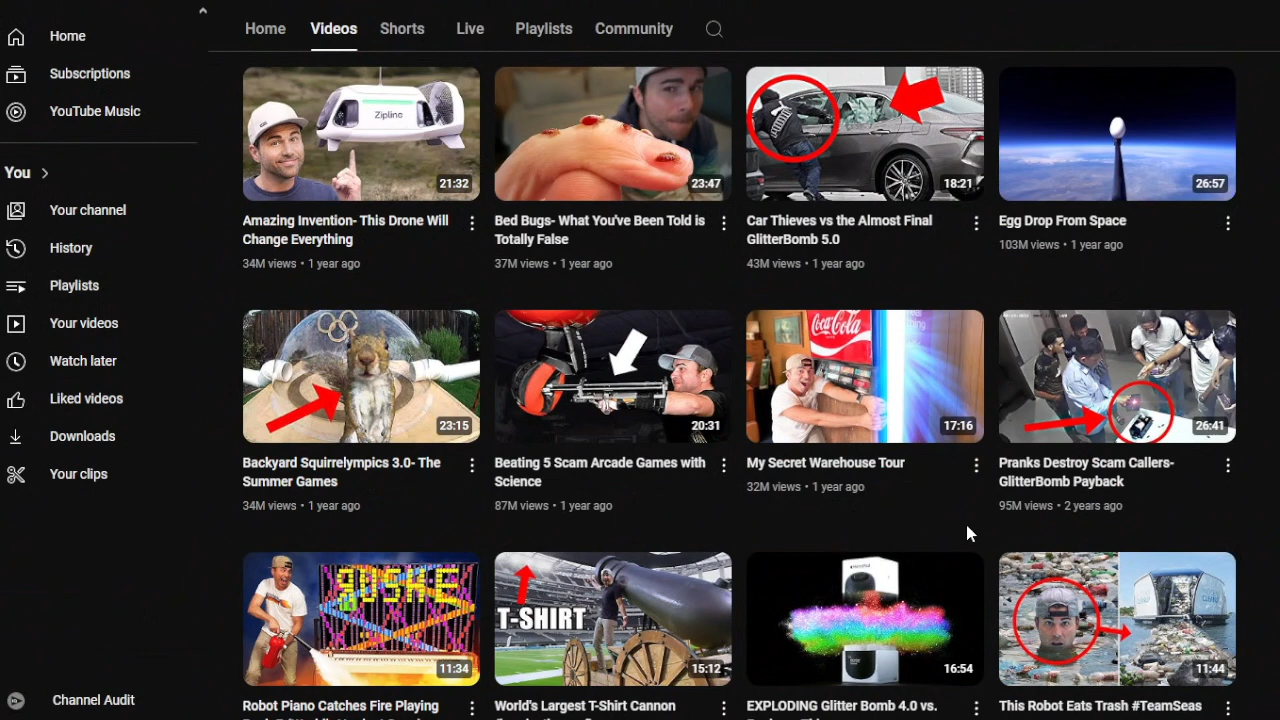 Home
Subscriptions
YouTube Music
You
Your channel
History
Playlists
Your videos
Watch later
Liked videos
Downloads
Your clips
Channel Audit
Home Videos Shorts Live Playlists Community
Zipline
21:32
23:47
18:21
26:57
Amazing Invention- This Drone Will
Change Everything
34M views • 1 year ago
Bed Bugs- What You've Been Told is
Totally False
37M views • 1 year ago
Car Thieves vs the Almost Final
GlitterBomb 5.0
43M views • 1 year ago
Egg Drop From Space
103M views • 1 year ago
23:15
20:31
Coca-Cola
17:16
26:41
Backyard Squirrelympics 3.0- The
Summer Games
34M views • 1 year ago
Beating 5 Scam Arcade Games with
Science
87M views • 1 year ago
My Secret Warehouse Tour
32M views • 1 year ago
Pranks Destroy Scam Callers-
GlitterBomb Payback
95M views • 2 years ago
11:34
T-SHIRT
15:12
16:54
11:44
Robot Piano Catches Fire Playing
World's Largest T-Shirt Cannon
EXPLODING Glitter Bomb 4.0 vs.
This Robot Eats Trash #TeamSeas